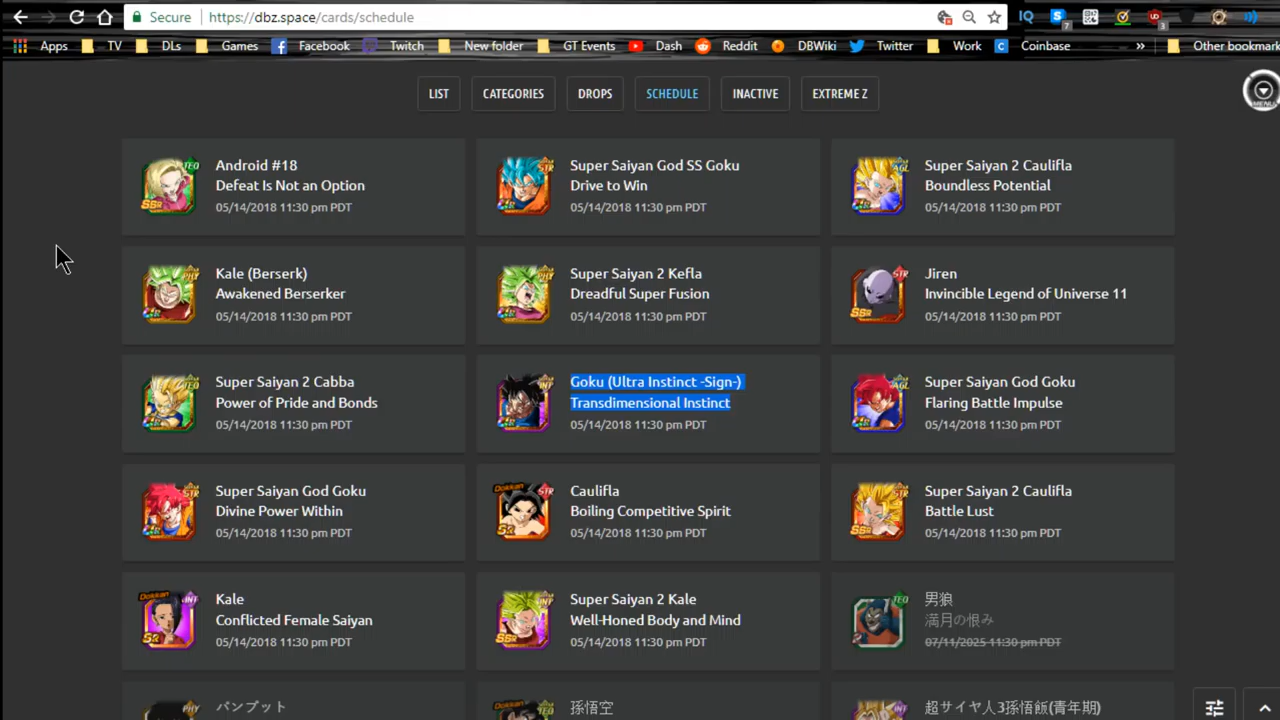 Secure https://dbz.space/cards/schedule
Apps TV DLs Games Facebook Twitch New folder GT Events Dash Reddit DBWiki Twitter Work Coinbase » Other bookmark
LIST CATEGORIES DROPS SCHEDULE INACTIVE EXTREME Z
MENU
Android #18
Defeat Is Not an Option
05/14/2018 11:30 pm PDT
Super Saiyan God SS Goku
Drive to Win
05/14/2018 11:30 pm PDT
Super Saiyan 2 Caulifla
Boundless Potential
05/14/2018 11:30 pm PDT
Kale (Berserk)
Awakened Berserker
05/14/2018 11:30 pm PDT
Super Saiyan 2 Kefla
Dreadful Super Fusion
05/14/2018 11:30 pm PDT
Jiren
Invincible Legend of Universe 11
05/14/2018 11:30 pm PDT
Super Saiyan 2 Cabba
Power of Pride and Bonds
05/14/2018 11:30 pm PDT
Goku (Ultra Instinct -Sign-)
Transdimensional Instinct
05/14/2018 11:30 pm PDT
Super Saiyan God Goku
Flaring Battle Impulse
05/14/2018 11:30 pm PDT
Super Saiyan God Goku
Divine Power Within
05/14/2018 11:30 pm PDT
Caulifla
Boiling Competitive Spirit
05/14/2018 11:30 pm PDT
Super Saiyan 2 Caulifla
Battle Lust
05/14/2018 11:30 pm PDT
Kale
Conflicted Female Saiyan
05/14/2018 11:30 pm PDT
Super Saiyan 2 Kale
Well-Honed Body and Mind
05/14/2018 11:30 pm PDT
男狼
満月の恨み
07/11/2025 11:30 pm PDT
パンブット
孫悟空
超サイヤ人3孫悟飯(青年期)